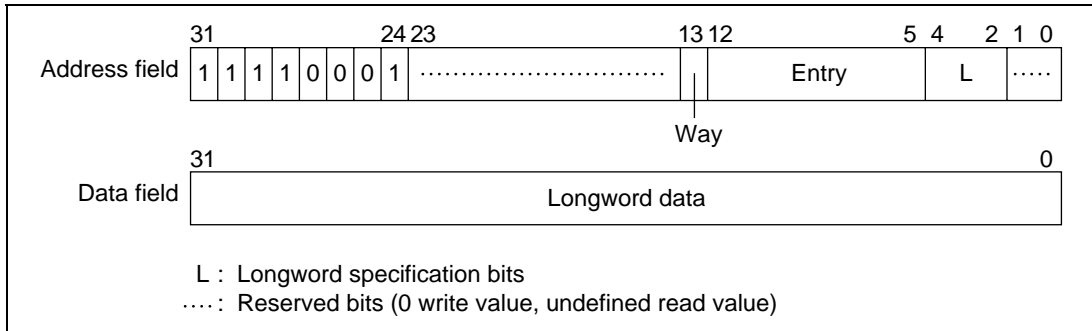 31 24 23 13 12 5 4 2 1 0
Address field 1 1 1 1 0 0 0 1 ............................... Entry L .....
Way
31 0
Data field Longword data
L : Longword specification bits
.... : Reserved bits (0 write value, undefined read value)